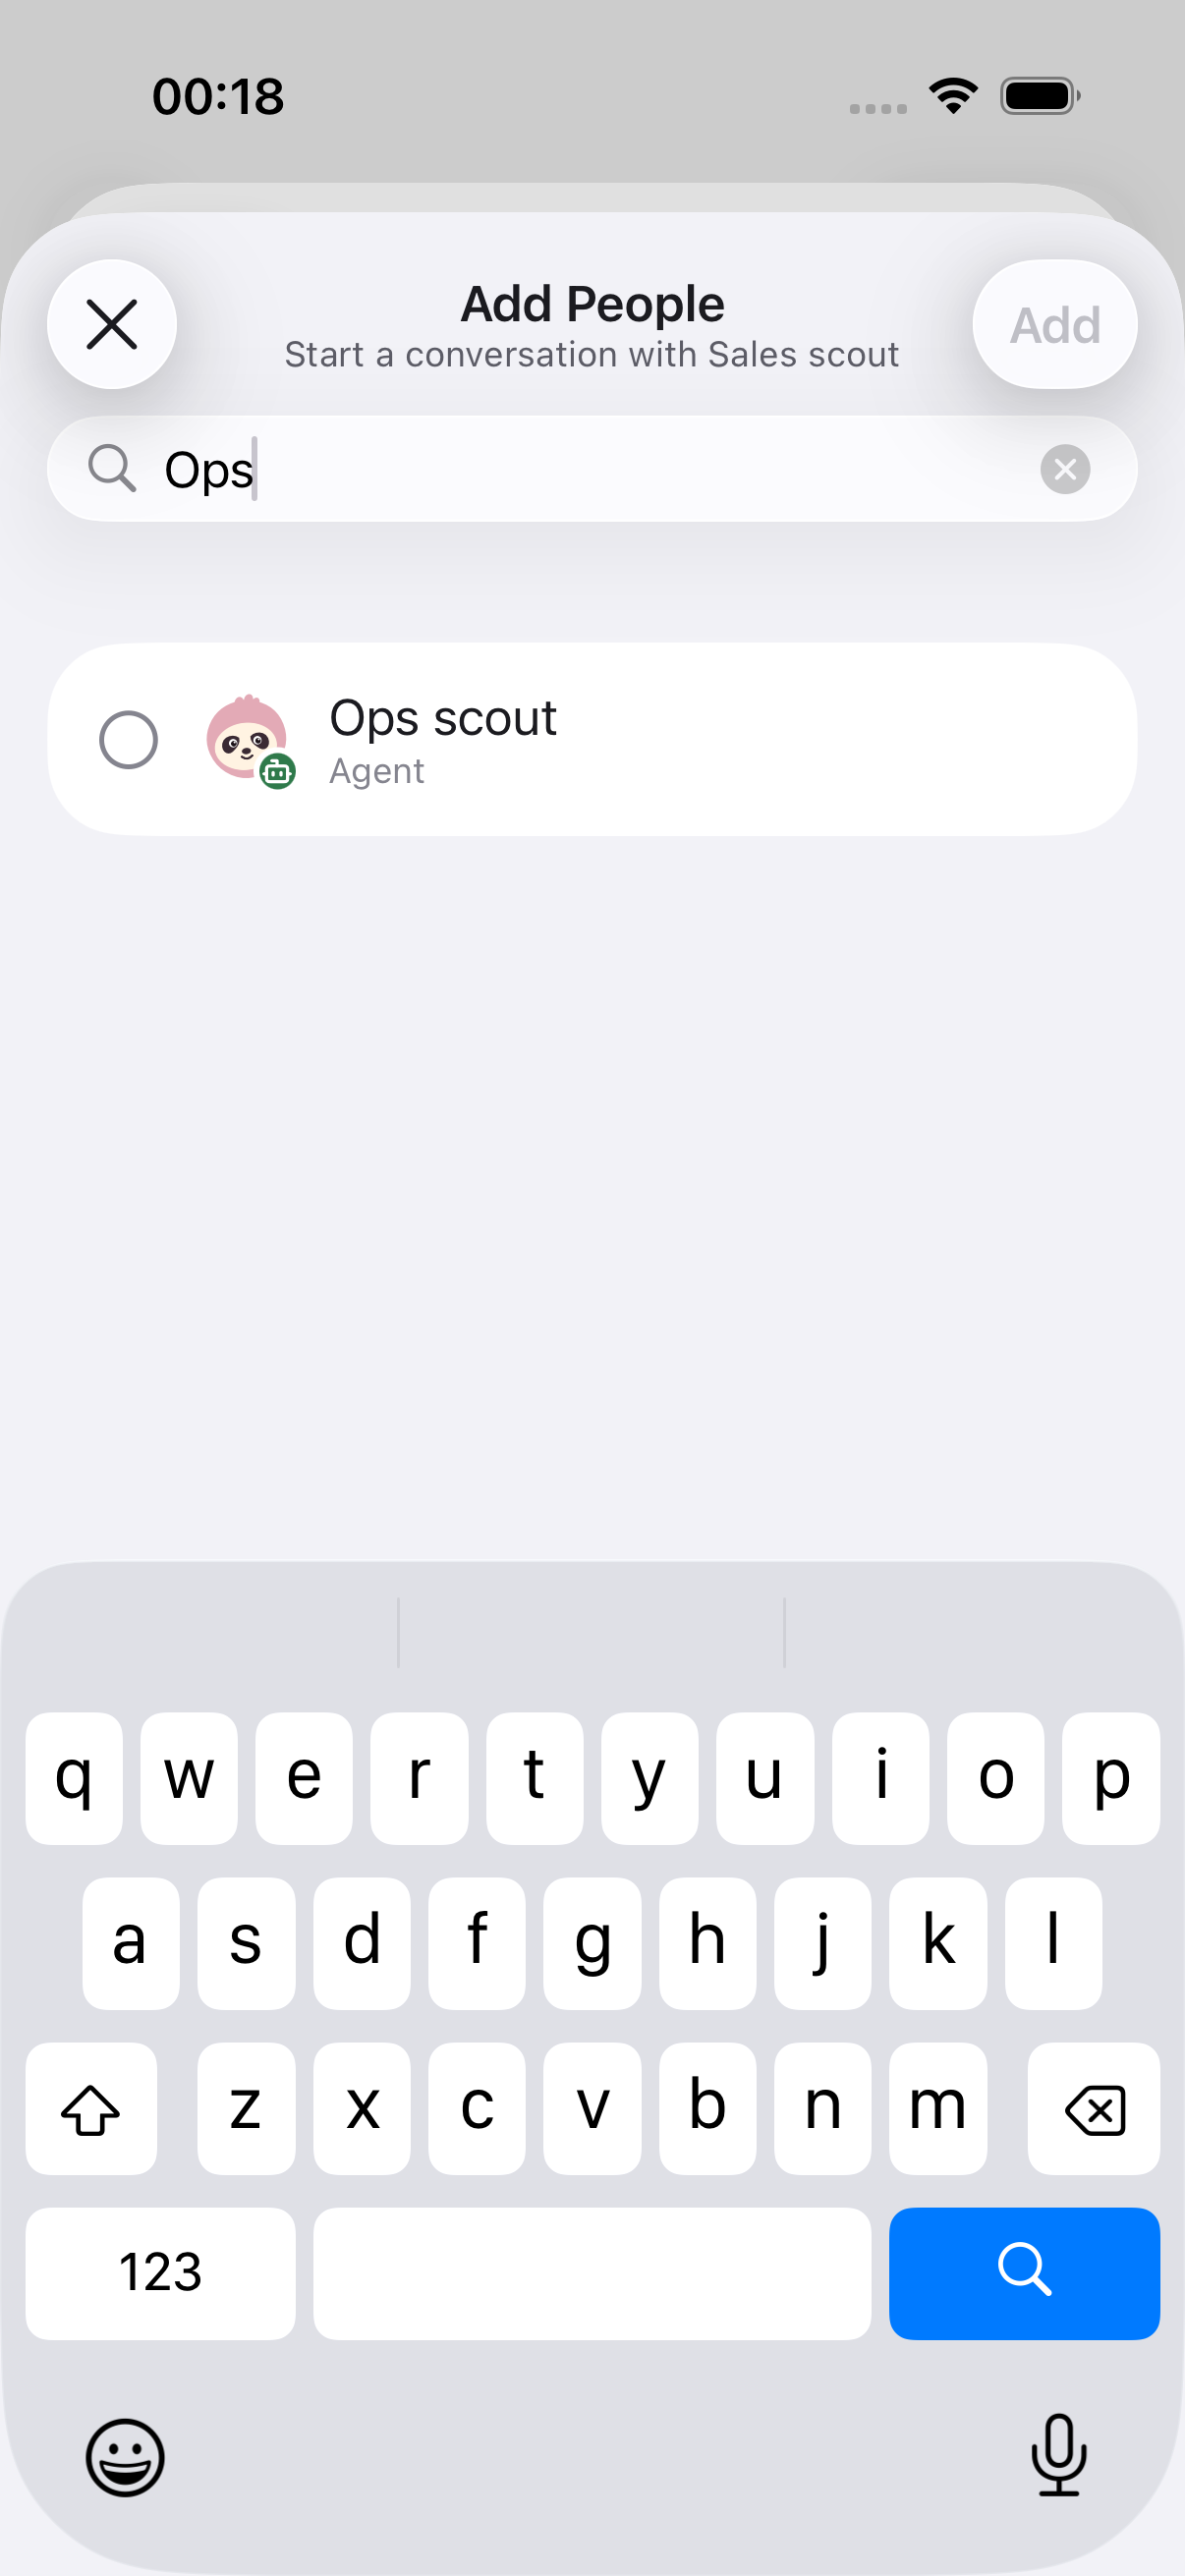 00:18
Add People
Start a conversation with Sales scout
Add
Ops
Ops scout
Agent
q w e r t y u i o p
a s d f g h j k l
z x c v b n m
123